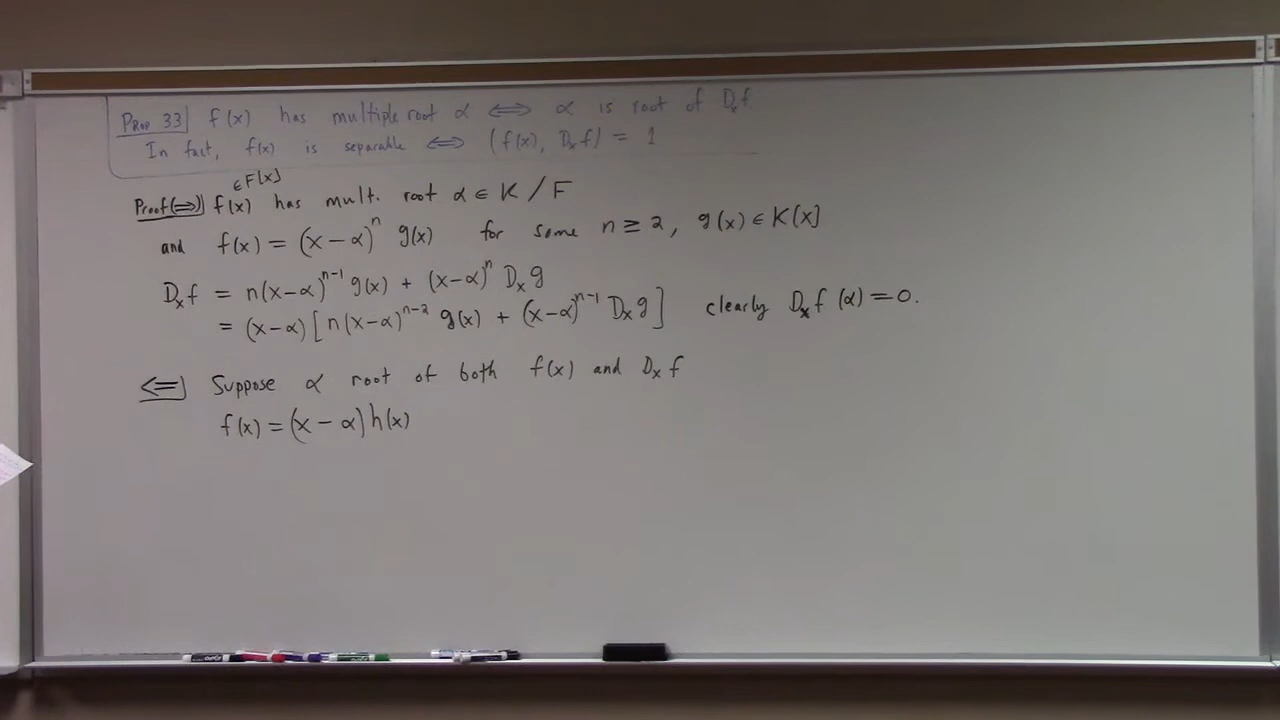 PROP 33 f(x) has multiple root α ⟺ α is root of Dₓf
In fact, f(x) is separable ⟺ (f(x), Dₓf) = 1
∈F[x]
Proof(⟹) f(x) has mult. root α ∈ K / F
and f(x) = (x − α)ⁿ g(x) for some n ≥ 2, g(x) ∈ K[x]
Dₓf = n(x−α)ⁿ⁻¹ g(x) + (x−α)ⁿ Dₓg
= (x−α)[n(x−α)ⁿ⁻² g(x) + (x−α)ⁿ⁻¹ Dₓg] clearly Dₓf(α) = 0.
(⟸) Suppose α root of both f(x) and Dₓf
f(x) = (x − α)h(x)